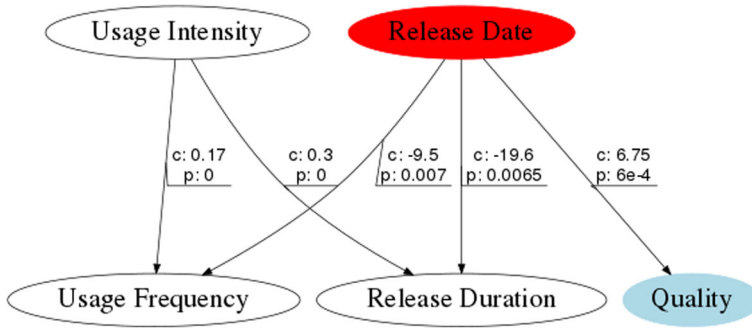 Usage Intensity
Release Date
c: 0.17
p: 0
c: 0.3
p: 0
c: -9.5
p: 0.007
c: -19.6
p: 0.0065
c: 6.75
p: 6e-4
Usage Frequency
Release Duration
Quality